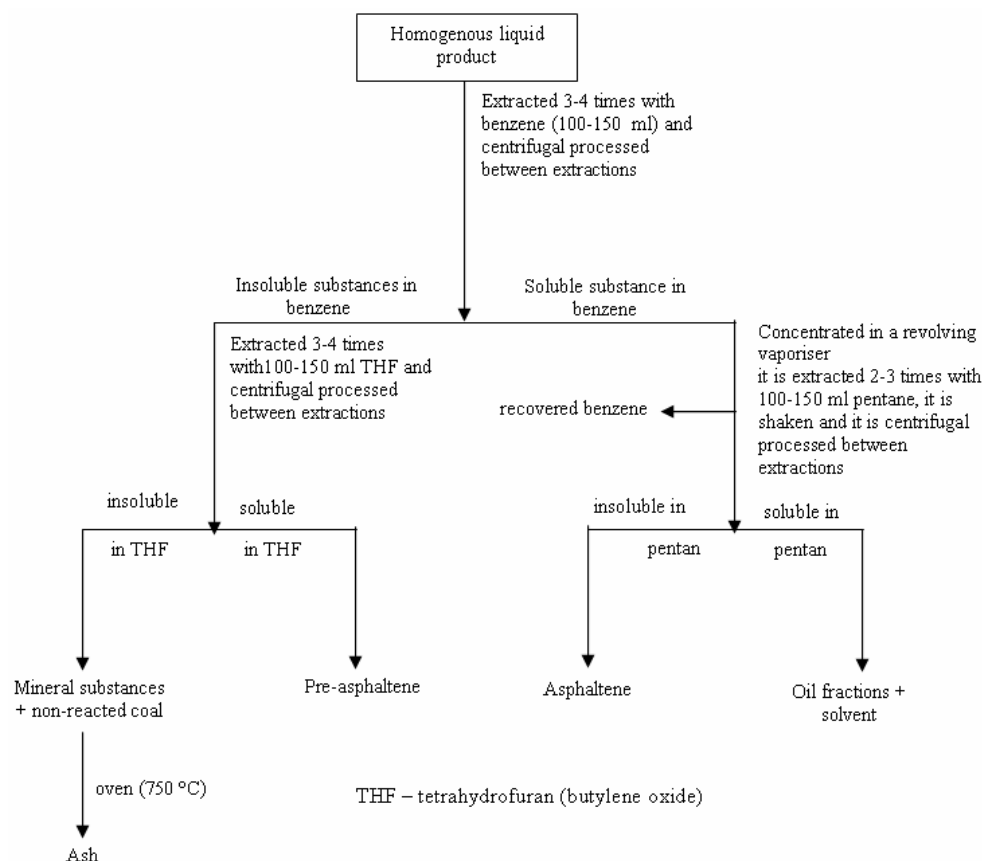 Homogenous liquid
product
Extracted 3-4 times with
benzene (100-150 ml) and
centrifugal processed
between extractions
Insoluble substances in
benzene
Soluble substance in
benzene
Extracted 3-4 times
with100-150 ml THF and
centrifugal processed
between extractions
Concentrated in a revolving
vaporiser
it is extracted 2-3 times with
100-150 ml pentane, it is
shaken and it is centrifugal
processed between
extractions
recovered benzene
insoluble
in THF
soluble
in THF
insoluble in
pentan
soluble in
pentan
Mineral substances
+ non-reacted coal
Pre-asphaltene
Asphaltene
Oil fractions +
solvent
oven (750 °C)
THF – tetrahydrofuran (butylene oxide)
Ash